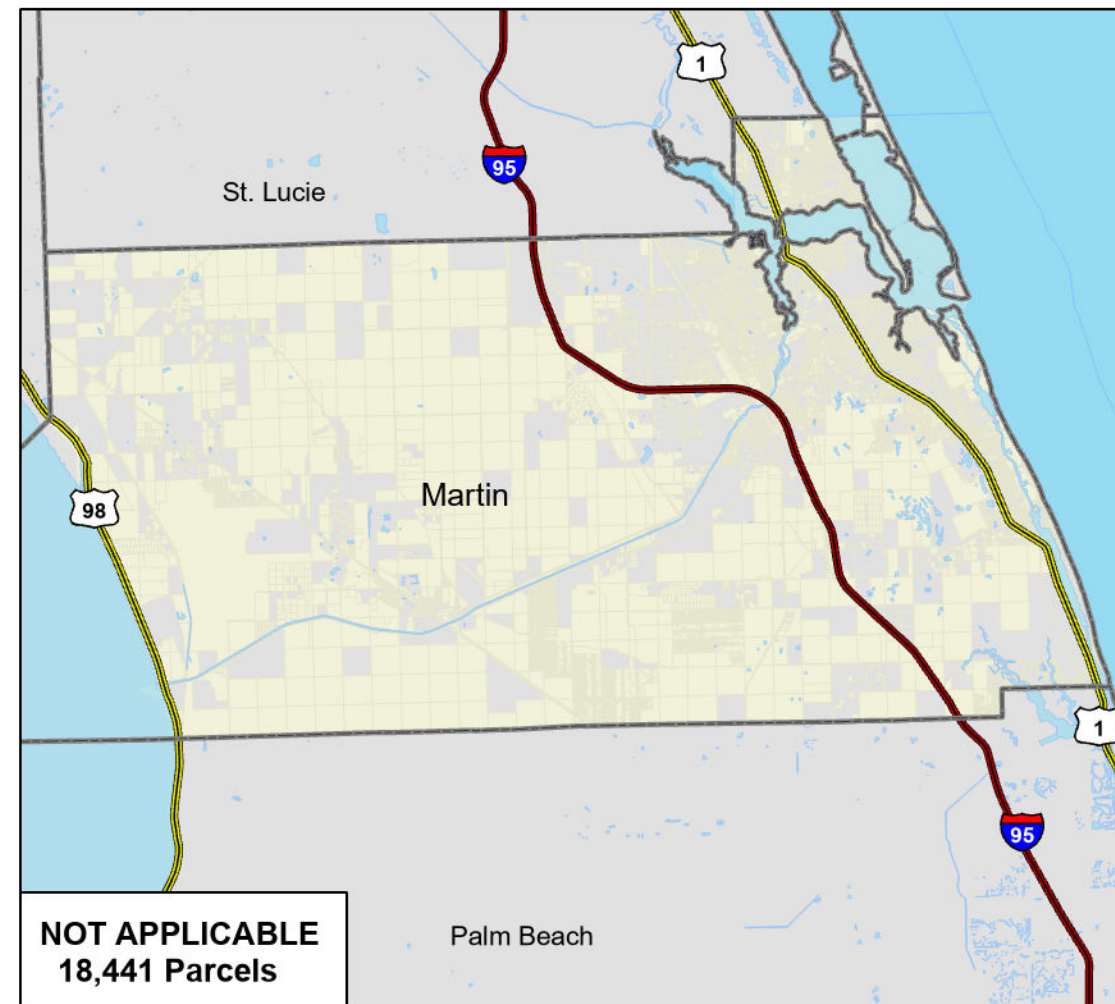 1
95
St. Lucie
Martin
98
1
95
Palm Beach
NOT APPLICABLE
18,441 Parcels